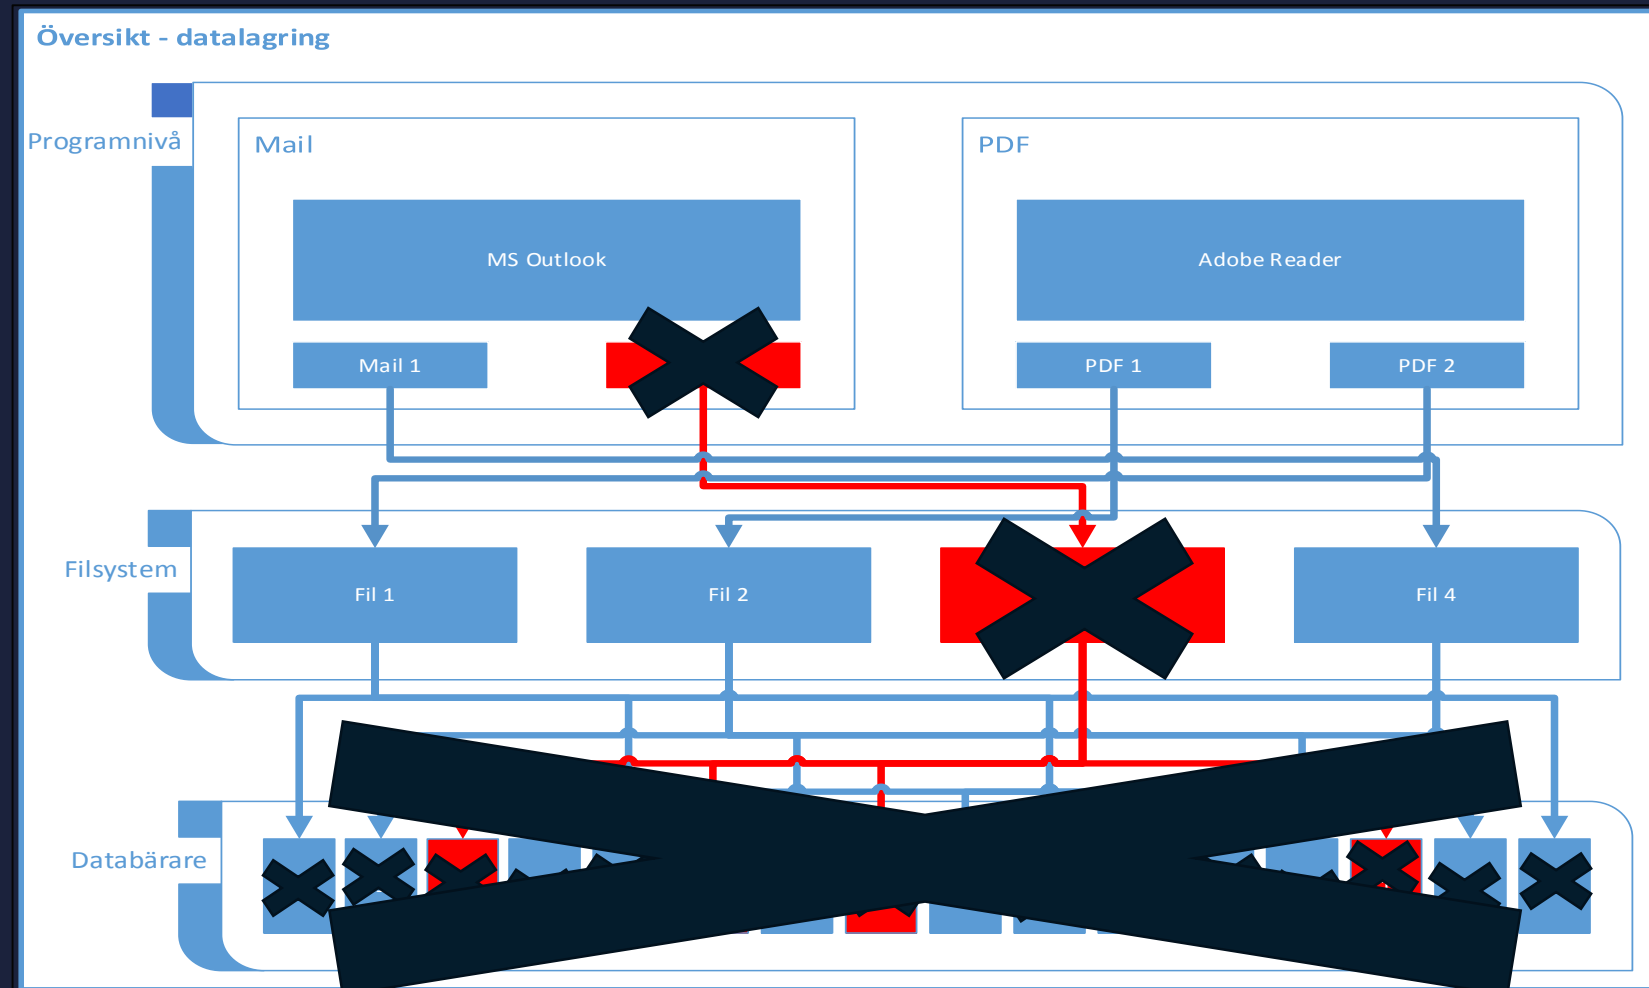 Översikt - datalagring
Programnivå
Mail
PDF
MS Outlook
Adobe Reader
Mail 1
PDF 1
PDF 2
Filsystem
Fil 1
Fil 2
Fil 4
Databärare